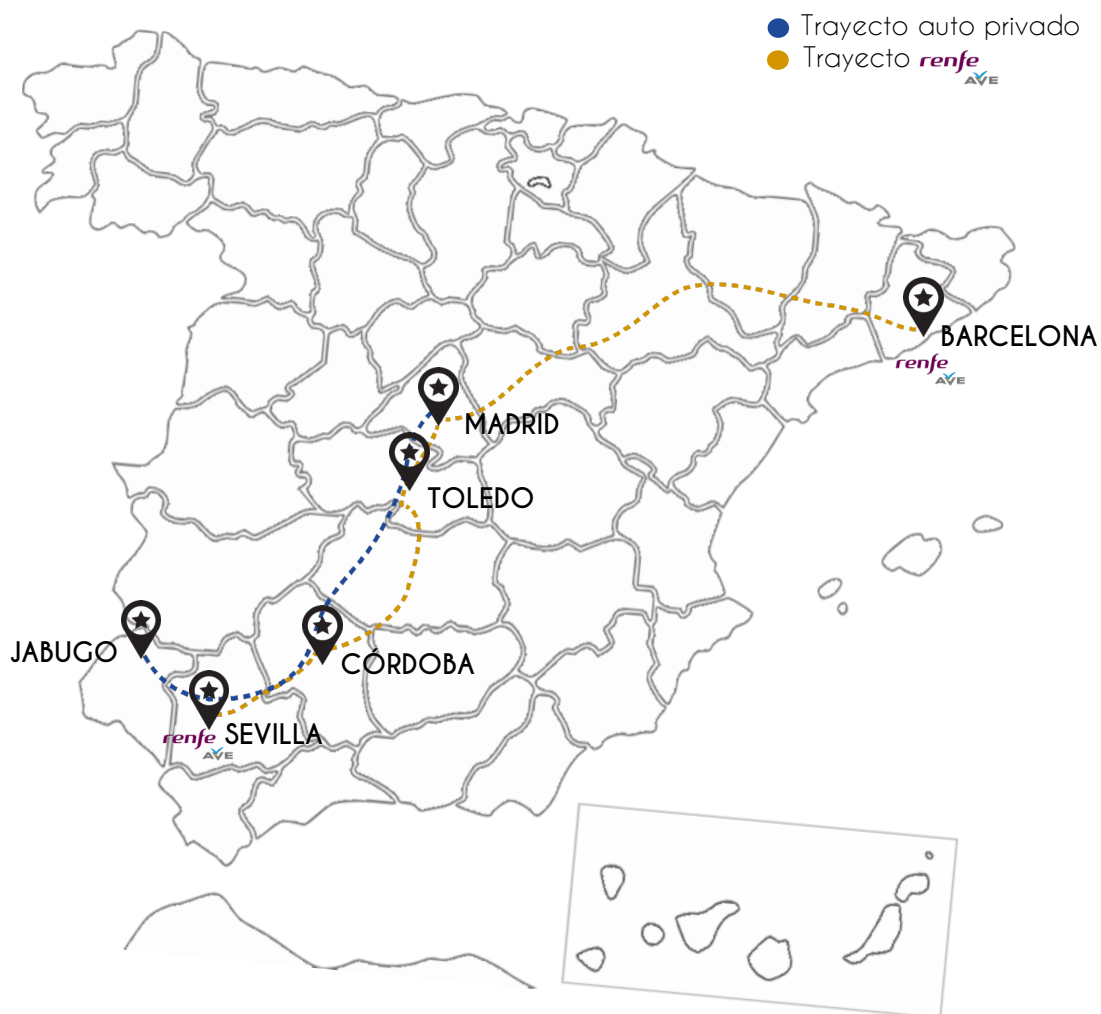 Trayecto auto privado
Trayecto renfe
AVE
BARCELONA
renfe
AVE
MADRID
TOLEDO
JABUGO
CÓRDOBA
SEVILLA
renfe
AVE